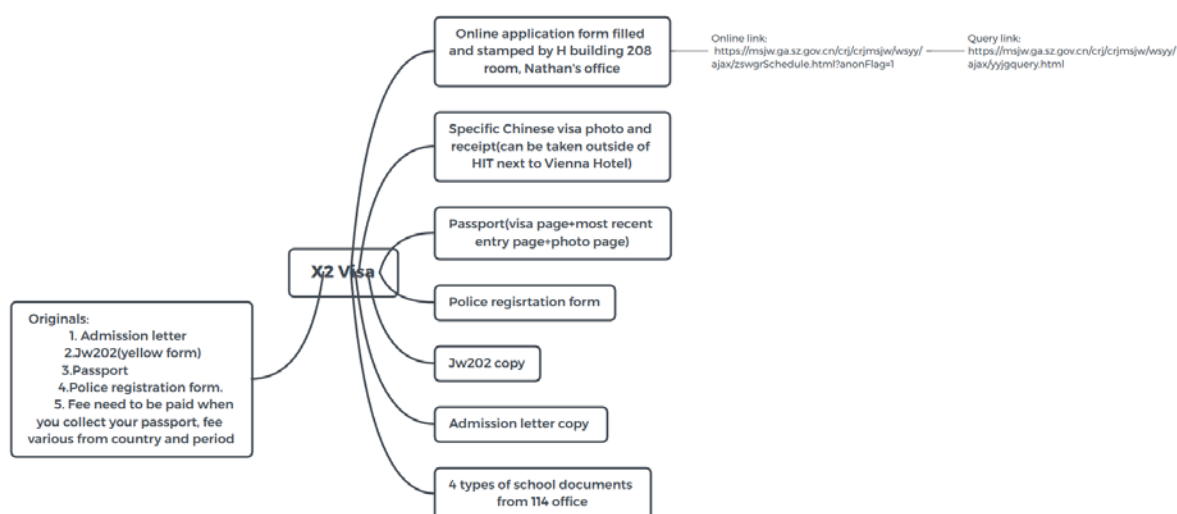 Online application form filled
and stamped by H building 208
room, Nathan's office
Online link:
https://msjw.ga.sz.gov.cn/crj/crjmsjw/wsyy/
ajax/zswgrSchedule.html?anonFlag=1
Query link:
https://msjw.ga.sz.gov.cn/crj/crjmsjw/wsyy/
ajax/yyjgquery.html
Specific Chinese visa photo and
receipt(can be taken outside of
HIT next to Vienna Hotel)
Passport(visa page+most recent
entry page+photo page)
X2 Visa
Police regisrtation form
Originals:
1. Admission letter
2.Jw202(yellow form)
3.Passport
4.Police registration form.
5. Fee need to be paid when
you collect your passport, fee
various from country and period
Jw202 copy
Admission letter copy
4 types of school documents
from 114 office